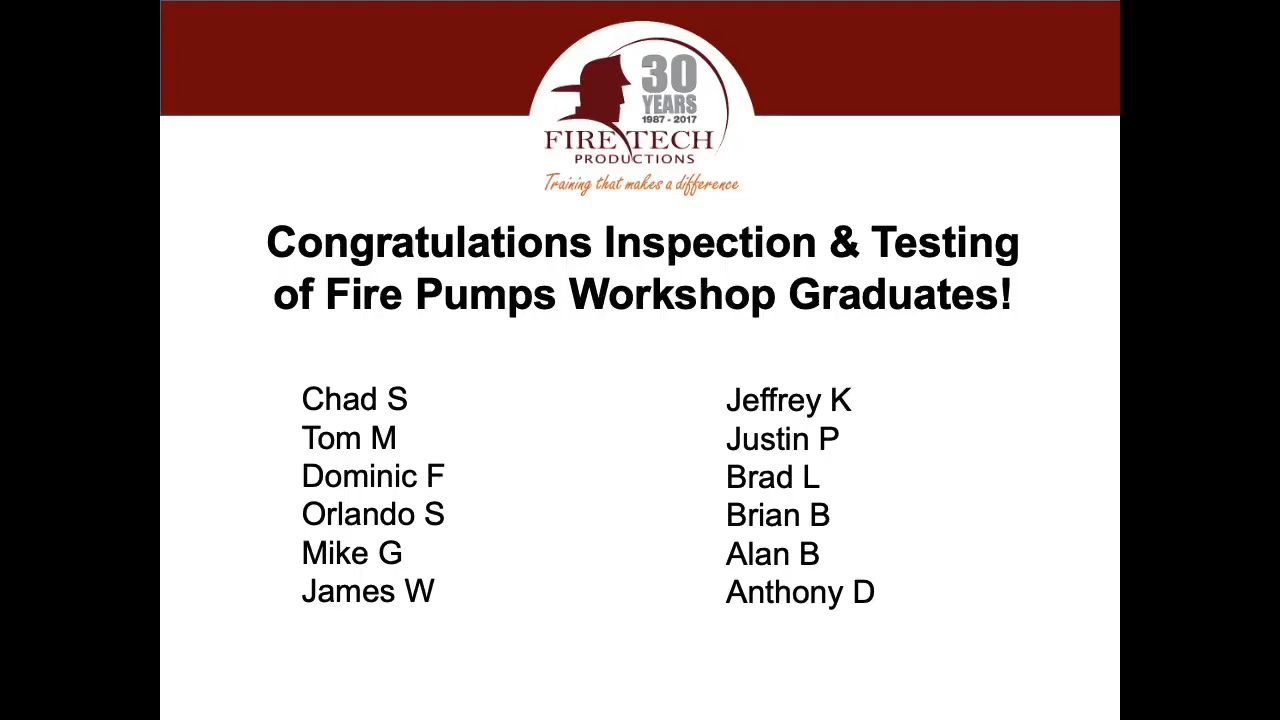 30
YEARS
1987 - 2017
FIRE TECH
PRODUCTIONS
Training that makes a difference
Congratulations Inspection & Testing
of Fire Pumps Workshop Graduates!
Chad S
Tom M
Dominic F
Orlando S
Mike G
James W
Jeffrey K
Justin P
Brad L
Brian B
Alan B
Anthony D